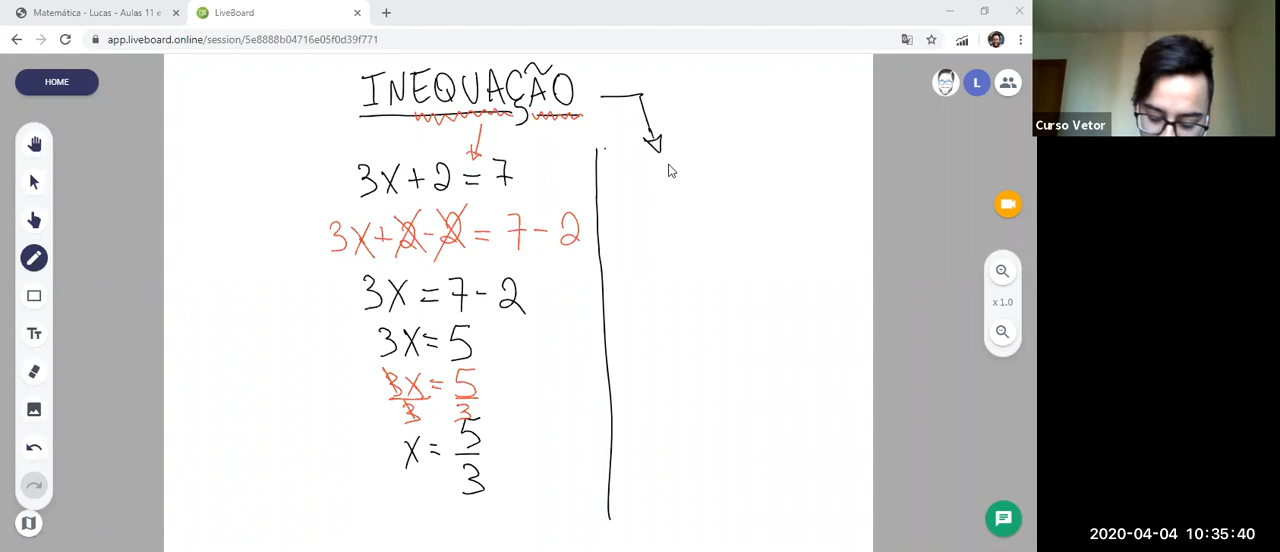 Matemática - Lucas - Aulas 11 e
LiveBoard
app.liveboard.online/session/5e8888b04716e05f0d39f771
HOME
L
Curso Vetor
INEQUAÇÃO
3x + 2 = 7
3x + 2 - 2 = 7 - 2
3x = 7 - 2
3x = 5
3x/3 = 5/3
x = 5/3
Tт
x 1.0
2020-04-04 10:35:40